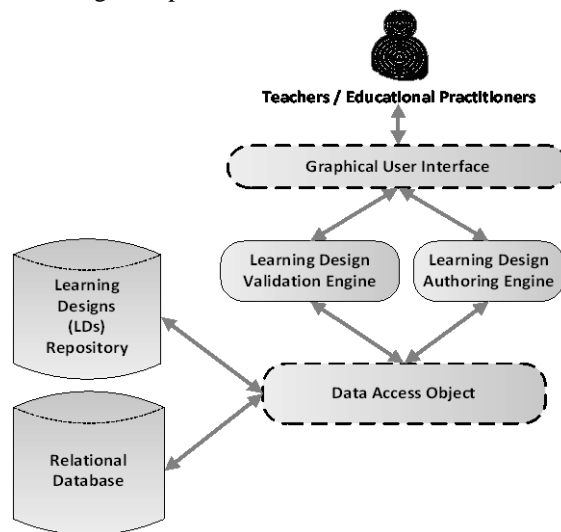 Teachers / Educational Practitioners
Graphical User Interface
Learning Design
Validation Engine
Learning Design
Authoring Engine
Learning
Designs
(LDs)
Repository
Data Access Object
Relational
Database